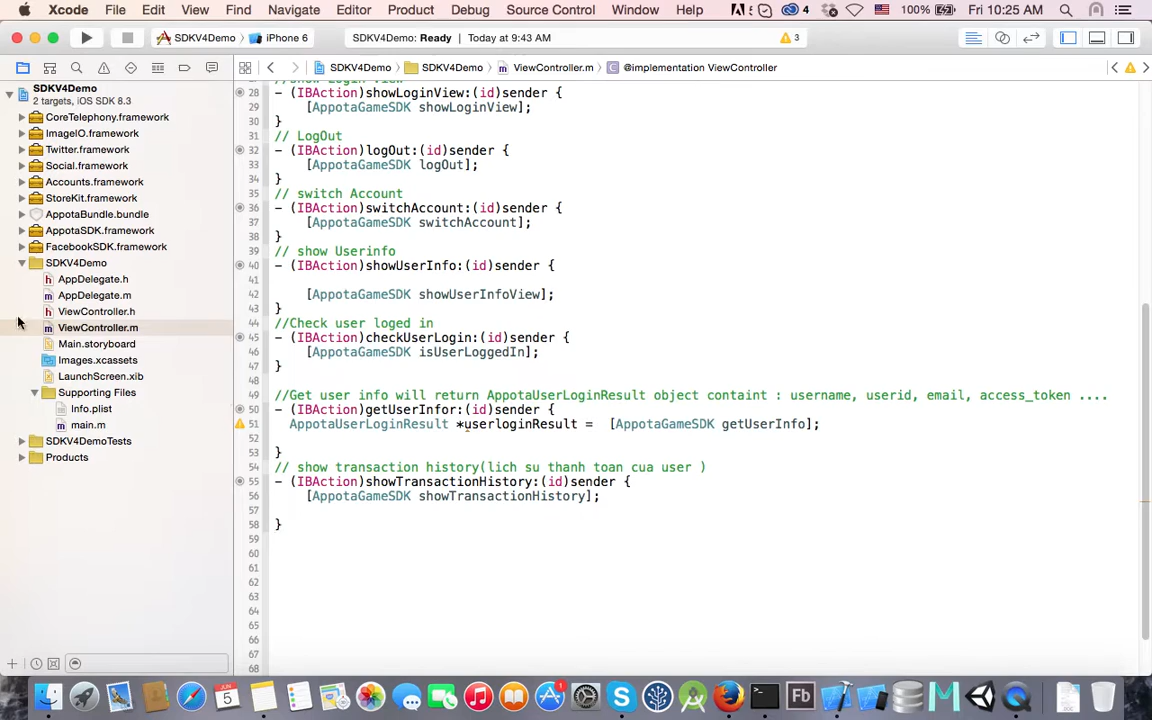 Xcode File Edit View Find Navigate Editor Product Debug Source Control Window Help 4 100% Fri 10:25 AM
SDKV4Demo iPhone 6 SDKV4Demo: Ready Today at 9:43 AM 3
SDKV4Demo SDKV4Demo ViewController.m C @implementation ViewController
SDKV4Demo
2 targets, iOS SDK 8.3
CoreTelephony.framework
ImageIO.framework
Twitter.framework
Social.framework
Accounts.framework
StoreKit.framework
AppotaBundle.bundle
AppotaSDK.framework
FacebookSDK.framework
SDKV4Demo
h AppDelegate.h
m AppDelegate.m
h ViewController.h
m ViewController.m
Main.storyboard
Images.xcassets
LaunchScreen.xib
Supporting Files
Info.plist
m main.m
SDKV4DemoTests
Products
28 - (IBAction)showLoginView:(id)sender {
29 [AppotaGameSDK showLoginView];
30 }
31 // LogOut
32 - (IBAction)logOut:(id)sender {
33 [AppotaGameSDK logOut];
34 }
35 // switch Account
36 - (IBAction)switchAccount:(id)sender {
37 [AppotaGameSDK switchAccount];
38 }
39 // show Userinfo
40 - (IBAction)showUserInfo:(id)sender {
41
42 [AppotaGameSDK showUserInfoView];
43 }
44 //Check user loged in
45 - (IBAction)checkUserLogin:(id)sender {
46 [AppotaGameSDK isUserLoggedIn];
47 }
48
49 //Get user info will return AppotaUserLoginResult object containt : username, userid, email, access_token ....
50 - (IBAction)getUserInfor:(id)sender {
51 AppotaUserLoginResult *userloginResult = [AppotaGameSDK getUserInfo];
52
53 }
54 // show transaction history(lich su thanh toan cua user )
55 - (IBAction)showTransactionHistory:(id)sender {
56 [AppotaGameSDK showTransactionHistory];
57
58 }
59
60
61
62
63
64
65
66
67
68
JUN
5
1
Fb